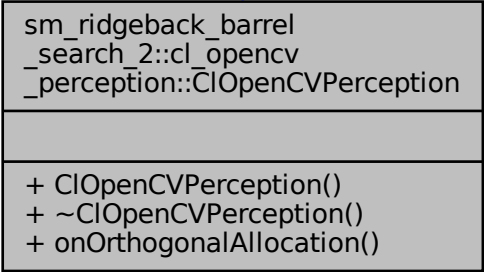 sm_ridgeback_barrel
_search_2::cl_opencv
_perception::ClOpenCVPerception
+ ClOpenCVPerception()
+ ~ClOpenCVPerception()
+ onOrthogonalAllocation()